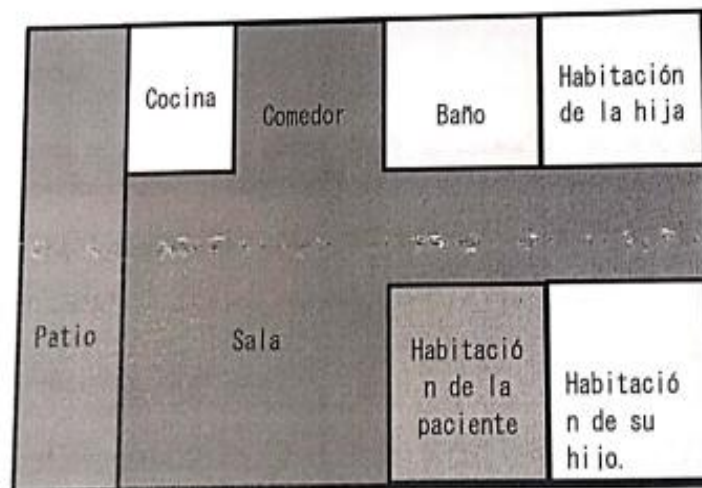 Cocina
Comedor
Baño
Habitación
de la hija
Patio
Sala
Habitació
n de la
paciente
Habitació
n de su
hijo.